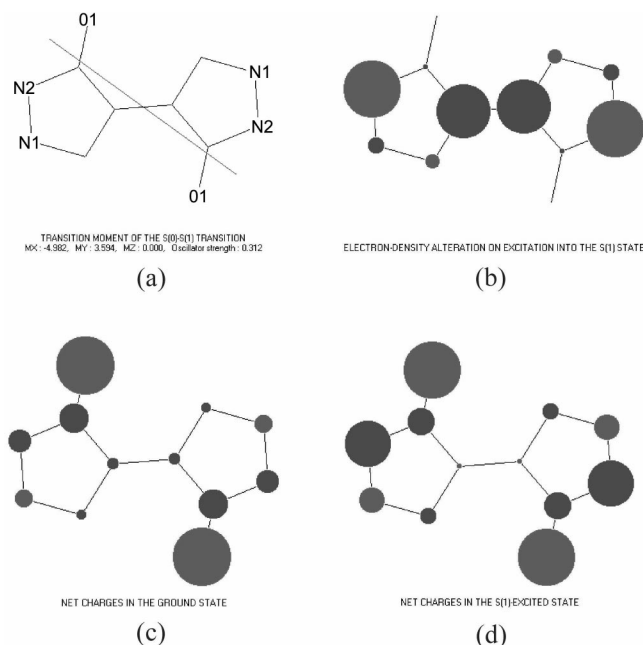 01
N2
N1
N1
N2
01
TRANSITION MOMENT OF THE S(0)-S(1) TRANSITION
MX : -4.982, MY : 3.594, MZ : 0.000, Oscillator strength : 0.312
(a)
ELECTRON-DENSITY ALTERATION ON EXCITATION INTO THE S(1) STATE
(b)
NET CHARGES IN THE GROUND STATE
(c)
NET CHARGES IN THE S(1)-EXCITED STATE
(d)